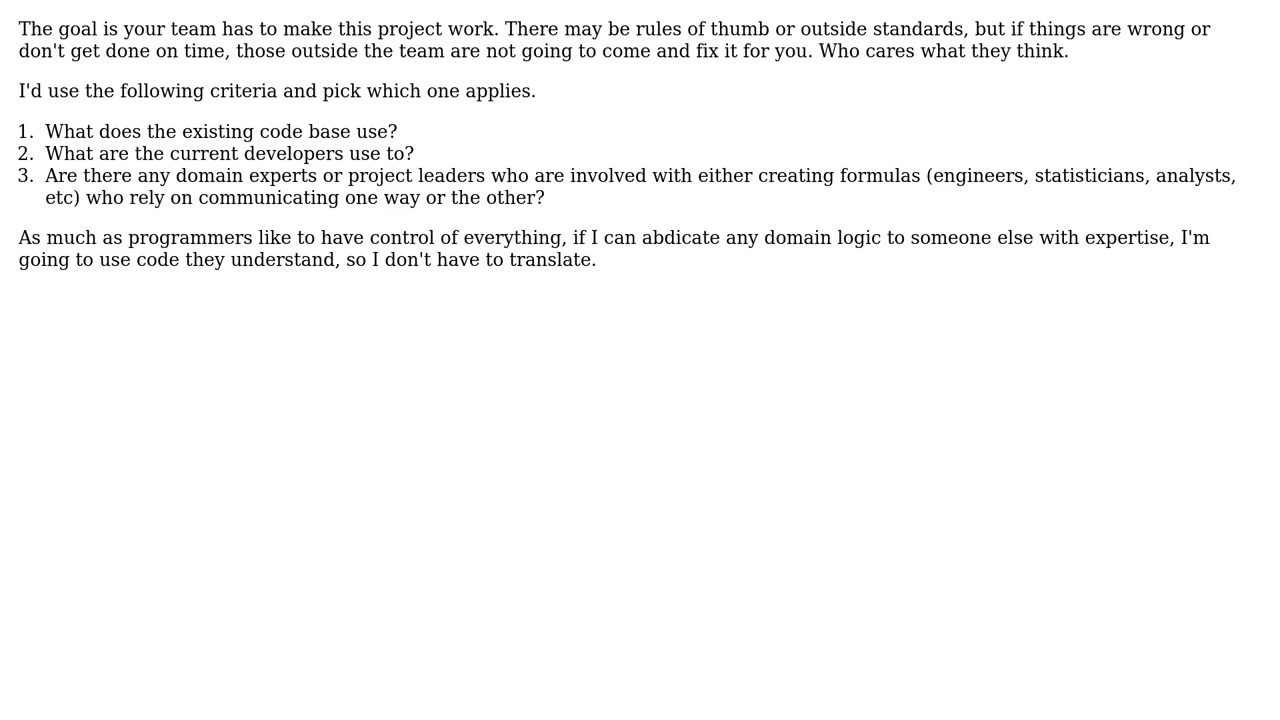 The goal is your team has to make this project work. There may be rules of thumb or outside standards, but if things are wrong or
don't get done on time, those outside the team are not going to come and fix it for you. Who cares what they think.
I'd use the following criteria and pick which one applies.
1. What does the existing code base use?
2. What are the current developers use to?
3. Are there any domain experts or project leaders who are involved with either creating formulas (engineers, statisticians, analysts,
etc) who rely on communicating one way or the other?
As much as programmers like to have control of everything, if I can abdicate any domain logic to someone else with expertise, I'm
going to use code they understand, so I don't have to translate.